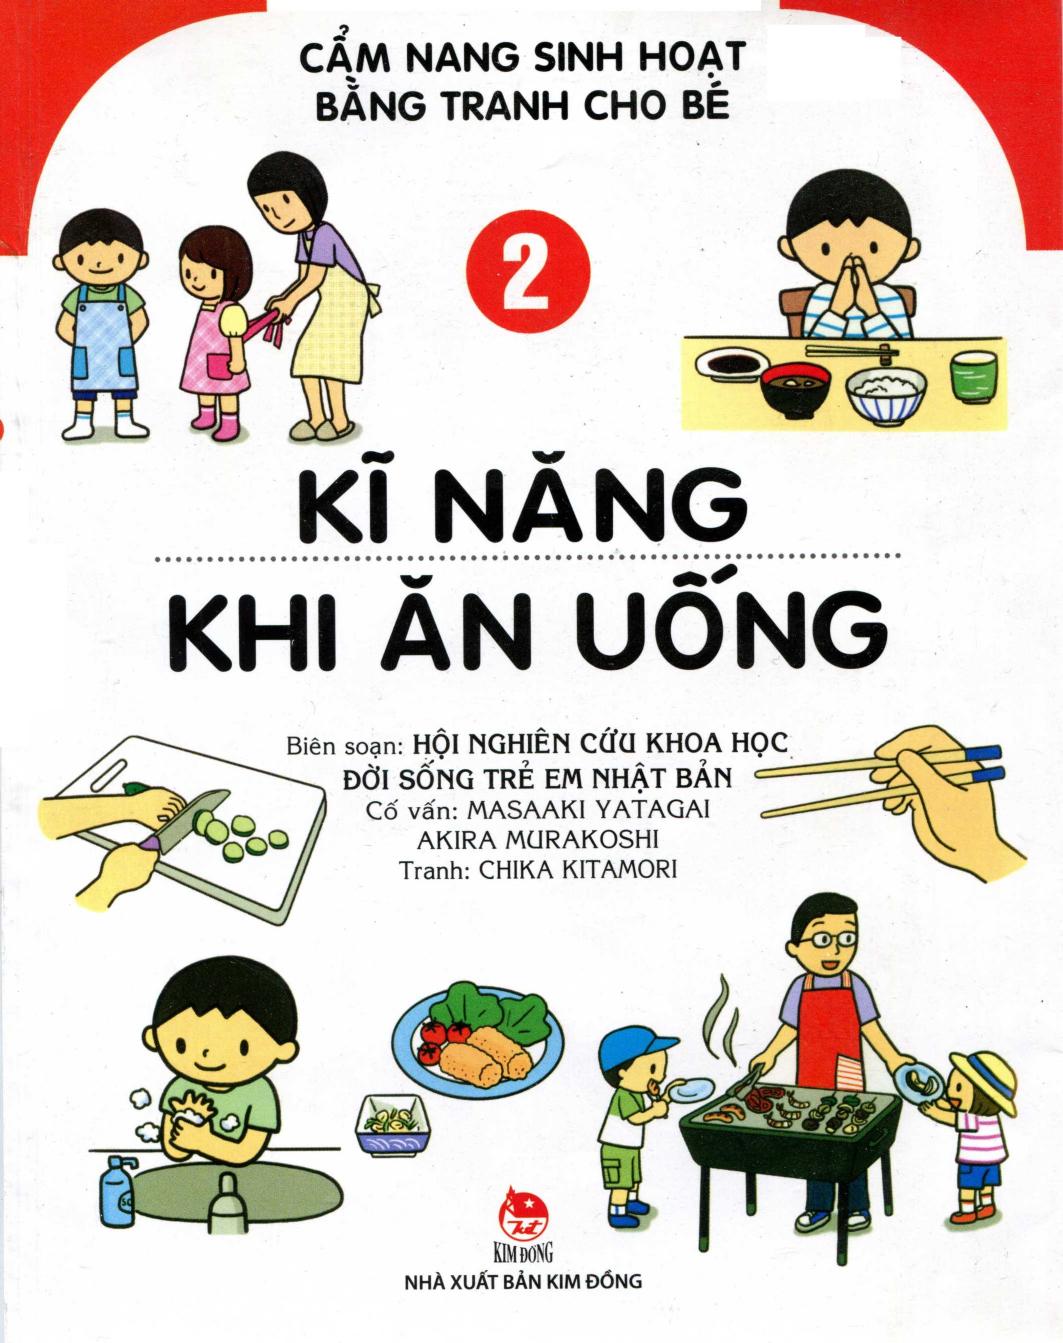 CẨM NANG SINH HOẠT
BẰNG TRANH CHO BÉ
2
KĨ NĂNG
KHI ĂN UỐNG
Biên soạn: HỘI NGHIÊN CỨU KHOA HỌC
ĐỜI SỐNG TRẺ EM NHẬT BẢN
Cố vấn: MASAAKI YATAGAI
AKIRA MURAKOSHI
Tranh: CHIKA KITAMORI
KIM ĐỒNG
NHÀ XUẤT BẢN KIM ĐỒNG